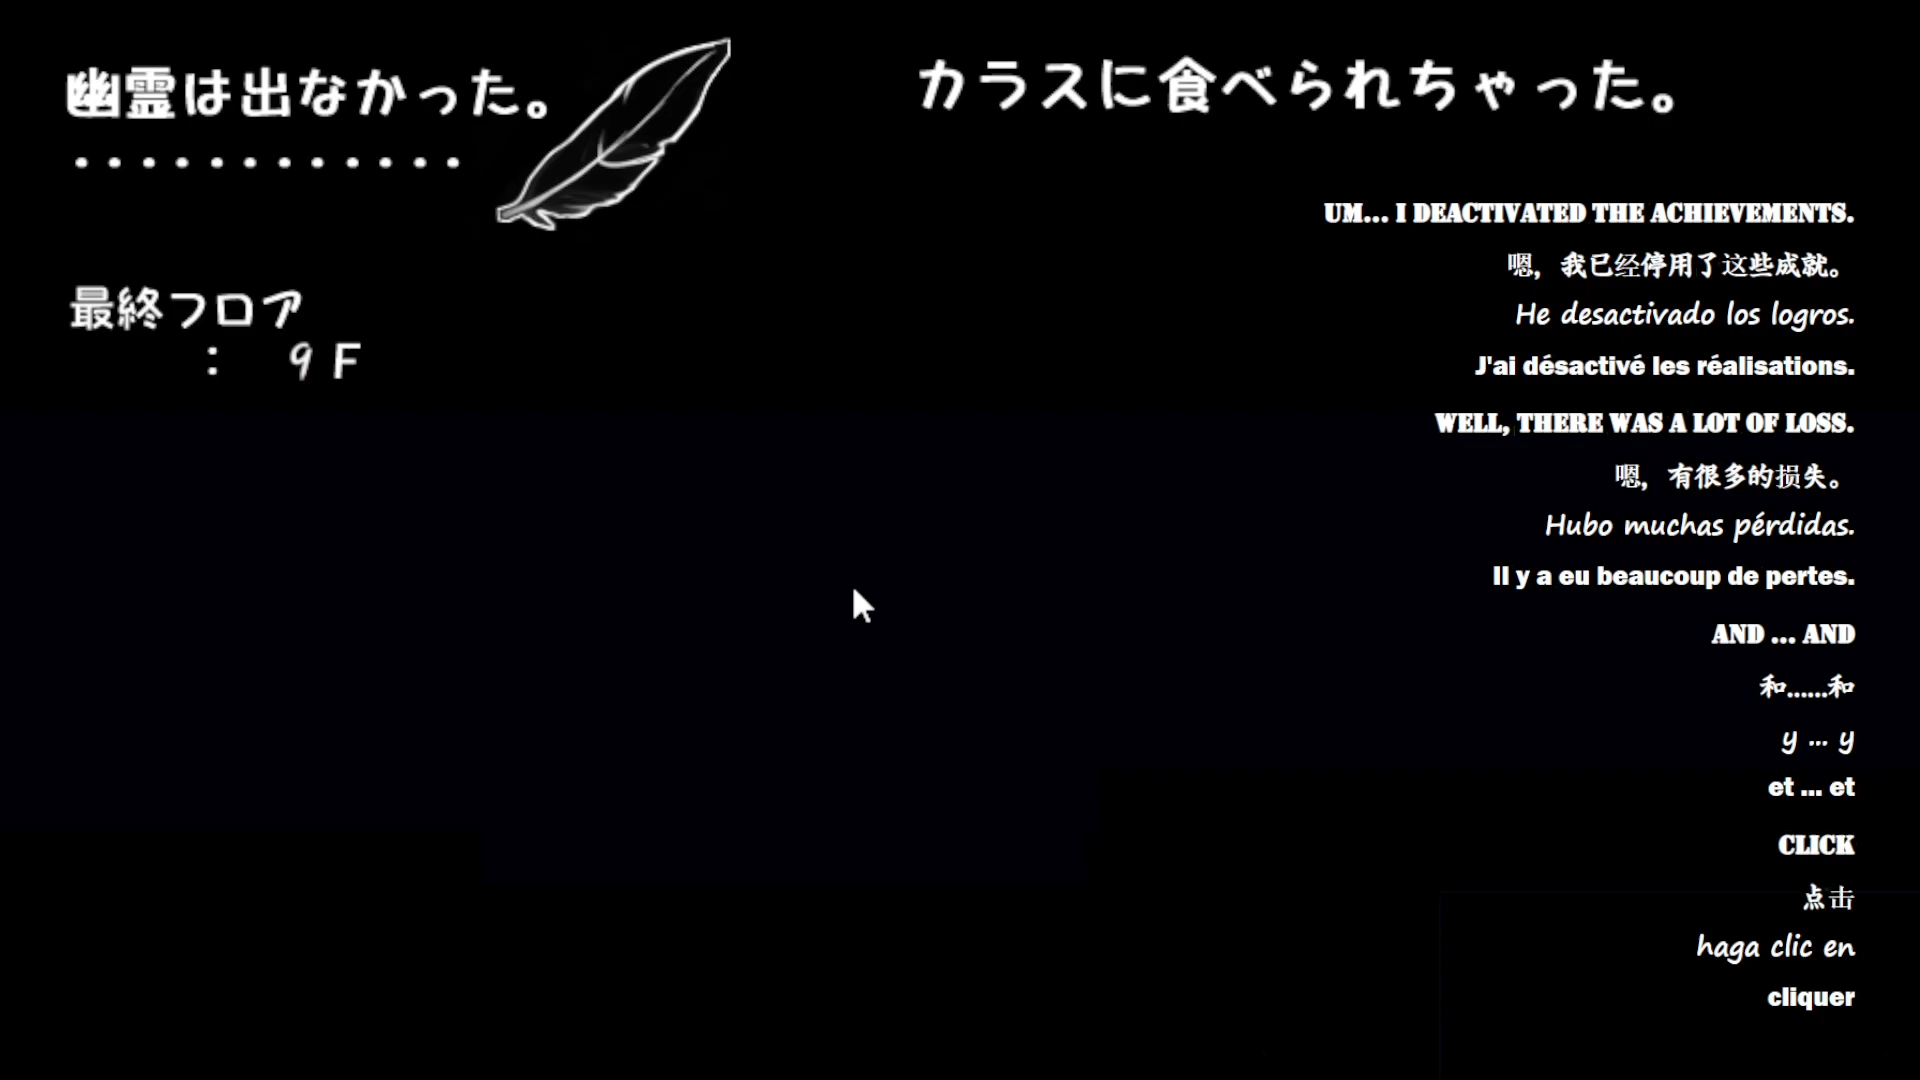 幽霊は出なかった。
・・・・・・・・・・・・
最終フロア
： 9 F
カラスに食べられちゃった。
UM... I DEACTIVATED THE ACHIEVEMENTS.
嗯，我已经停用了这些成就。
He desactivado los logros.
J'ai désactivé les réalisations.
WELL, THERE WAS A LOT OF LOSS.
嗯，有很多的损失。
Hubo muchas pérdidas.
Il y a eu beaucoup de pertes.
AND ... AND
和......和
y ... y
et ... et
CLICK
点击
haga clic en
cliquer